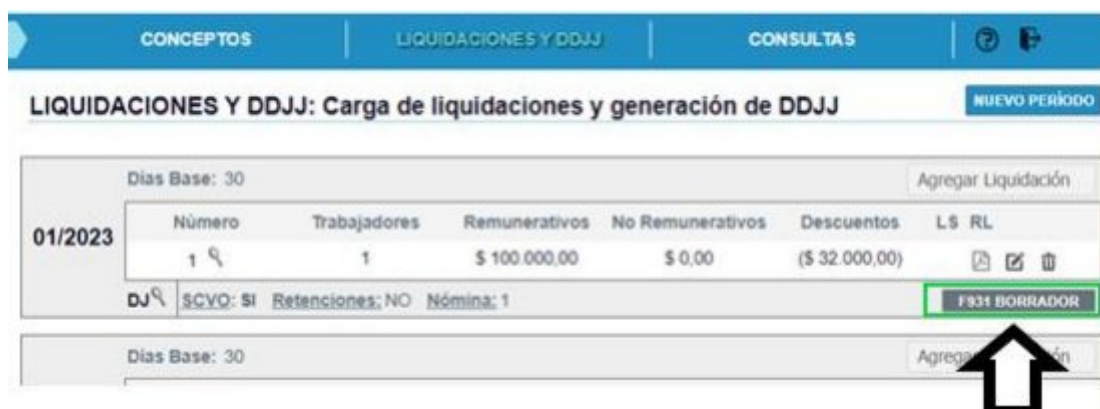 CONCEPTOS LIQUIDACIONES Y DDJJ CONSULTAS
LIQUIDACIONES Y DDJJ: Carga de liquidaciones y generación de DDJJ NUEVO PERÍODO
Dias Base: 30 Agregar Liquidación
01/2023 Número Trabajadores Remunerativos No Remunerativos Descuentos LS RL
1 1 $ 100.000,00 $ 0,00 ($ 32.000,00)
DJ SCVO: SI Retenciones: NO Nómina: 1 F931 BORRADOR
Dias Base: 30